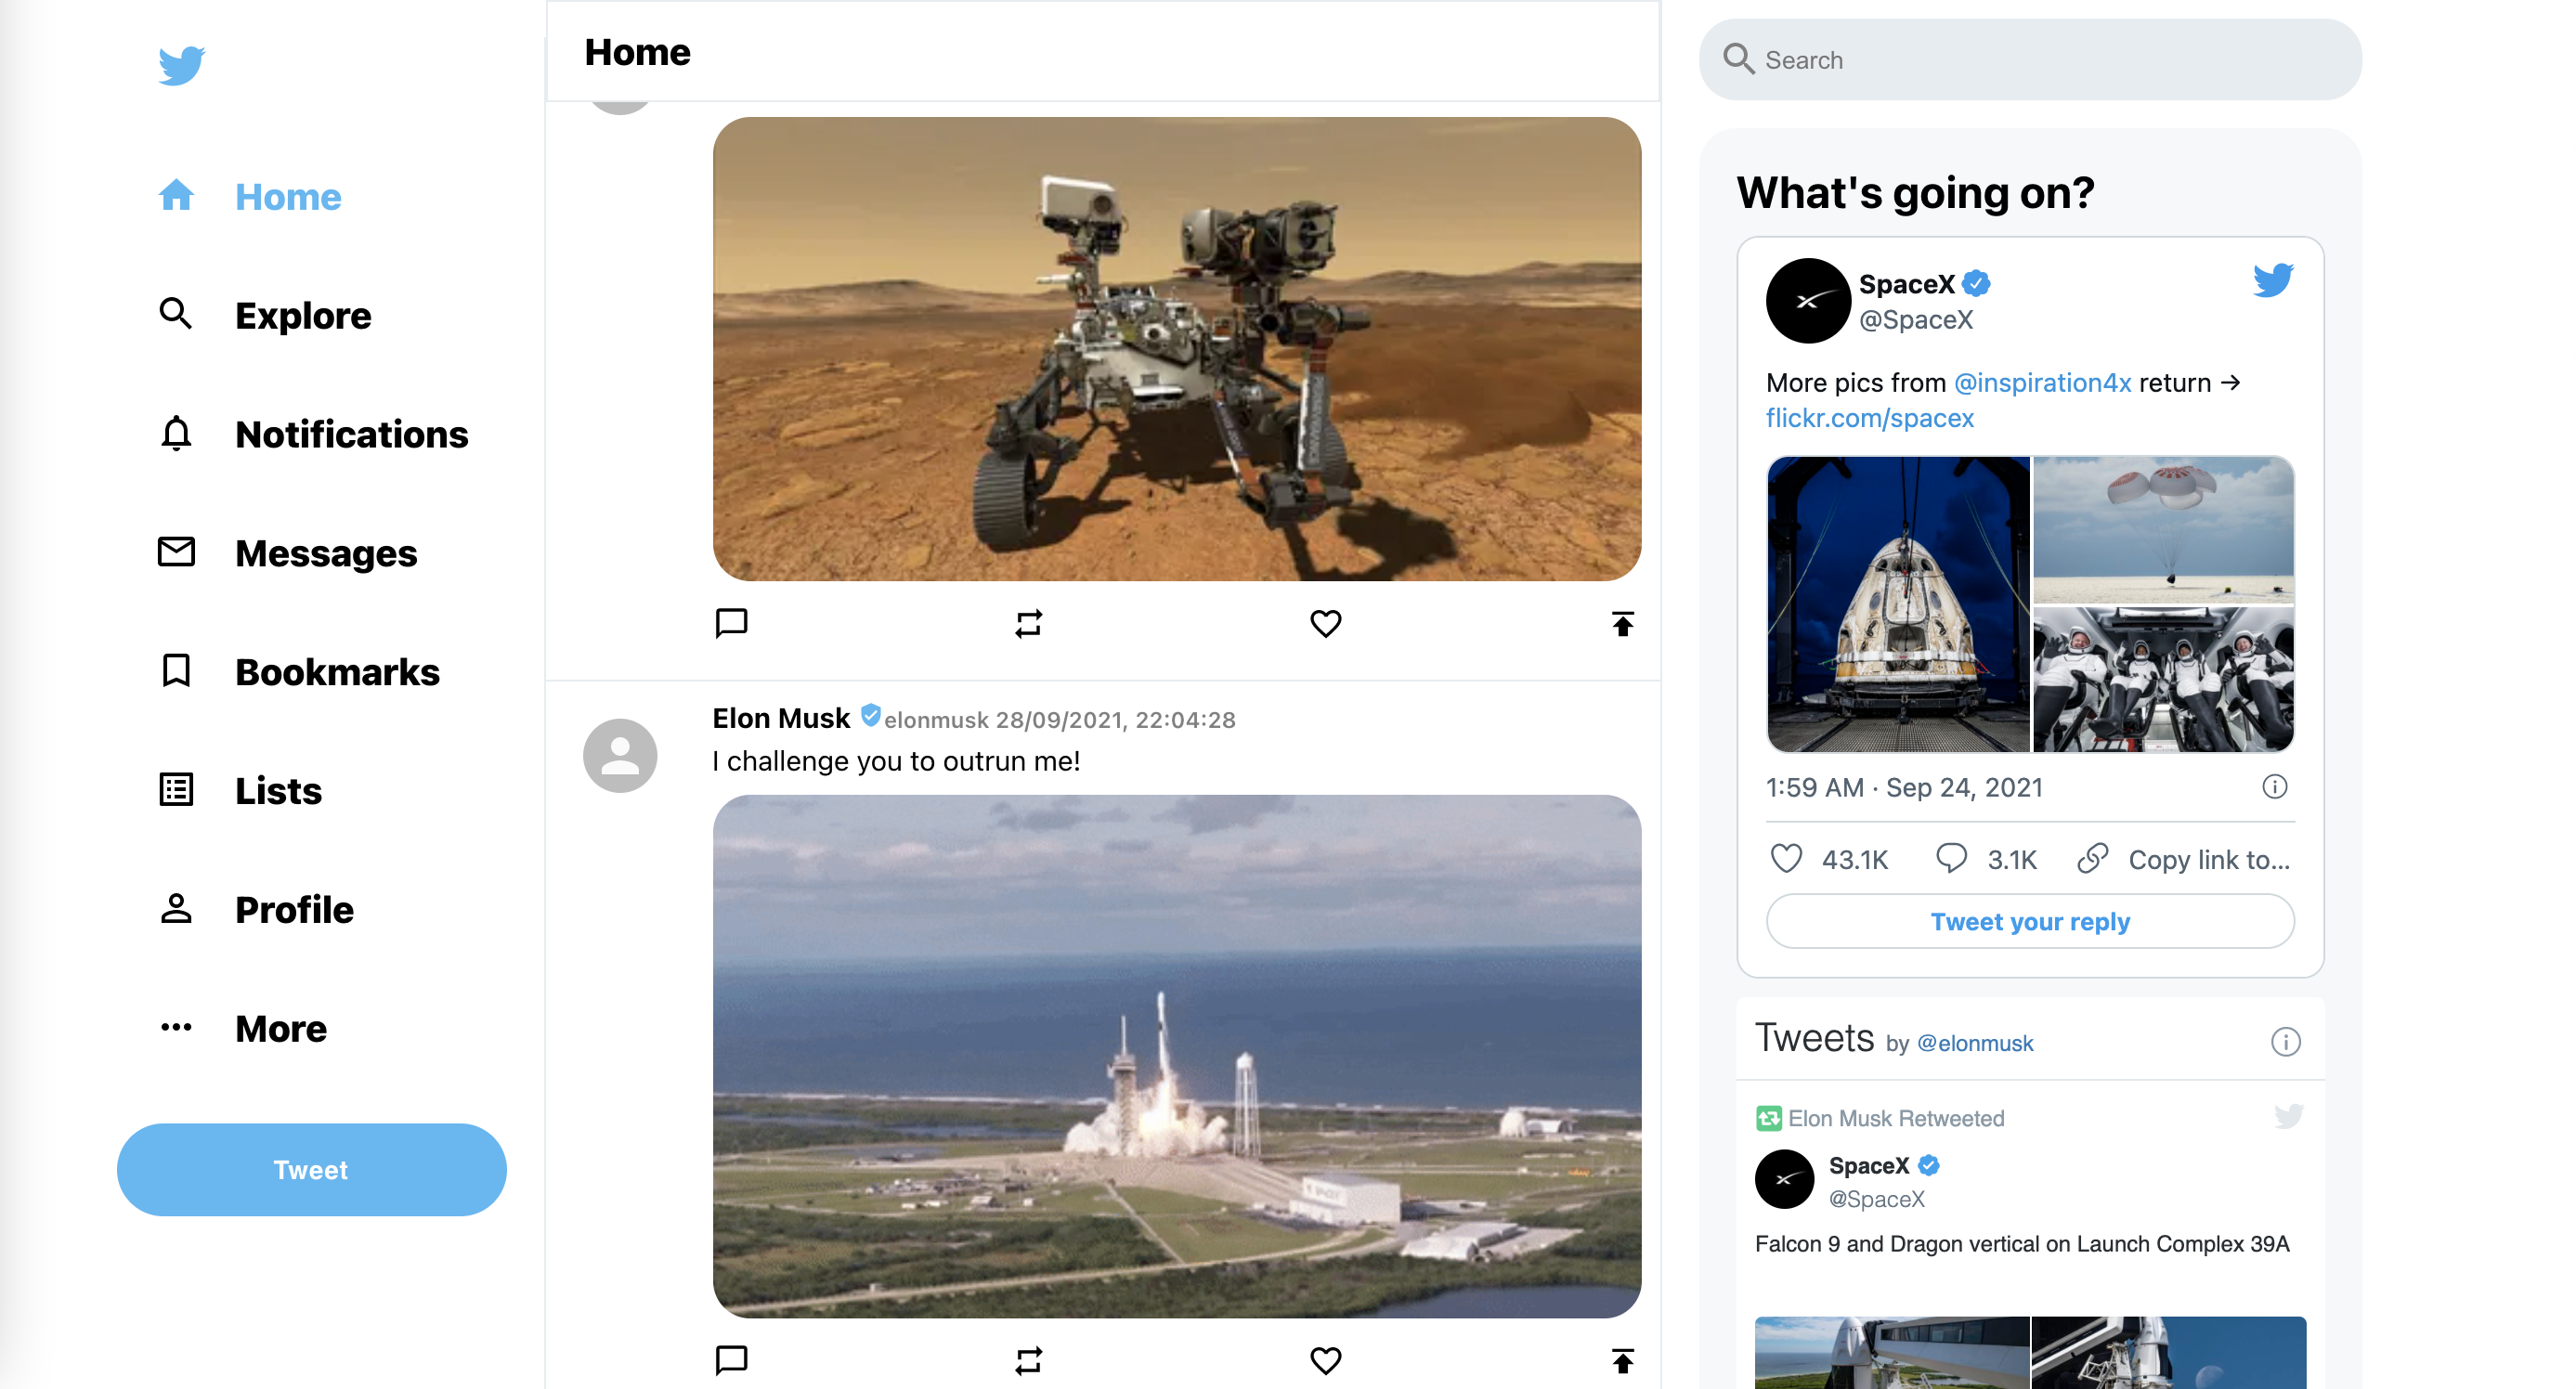 Home
Explore
Notifications
Messages
Bookmarks
Lists
Profile
More
Tweet
Home
Elon Musk elonmusk 28/09/2021, 22:04:28
I challenge you to outrun me!
Search
What's going on?
SpaceX
@SpaceX
More pics from @inspiration4x return →
flickr.com/spacex
1:59 AM · Sep 24, 2021
43.1K 3.1K Copy link to...
Tweet your reply
Tweets by @elonmusk
Elon Musk Retweeted
SpaceX
@SpaceX
Falcon 9 and Dragon vertical on Launch Complex 39A